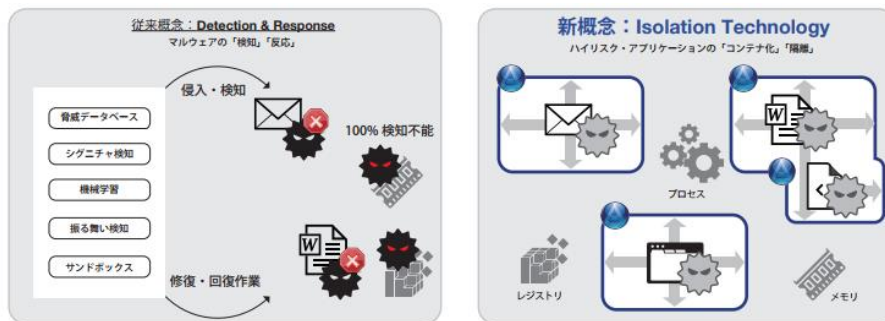 従来概念：Detection & Response
マルウェアの「検知」「反応」
侵入・検知
脅威データベース
シグニチャ検知
機械学習
振る舞い検知
サンドボックス
100% 検知不能
W
修復・回復作業
新概念：Isolation Technology
ハイリスク・アプリケーションの「コンテナ化」「隔離」
W
プロセス
レジストリ
メモリ